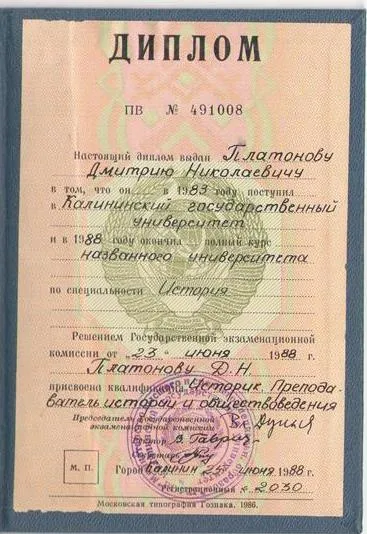 ДИПЛОМ
ПВ № 491008
Настоящий диплом выдан Платонову
Дмитрию Николаевичу
в том, что он в 1983 году поступил
в Калининский государственный
университет
и в 1988 году окончил полный курс
названного университета
по специальности История
Решением Государственной экзаменационной
комиссии от „23“ июня 1988 г.
Платонову Д.Н.
присвоена квалификация Историк. Препода-
ватель истории и обществоведения
Председатель Государственной
экзаменационной комиссии
Ректор
Секретарь
М. П.
Город Калинин 25 июня 1988 г.
Регистрационный № 2030
Московская типография Гознака. 1986.